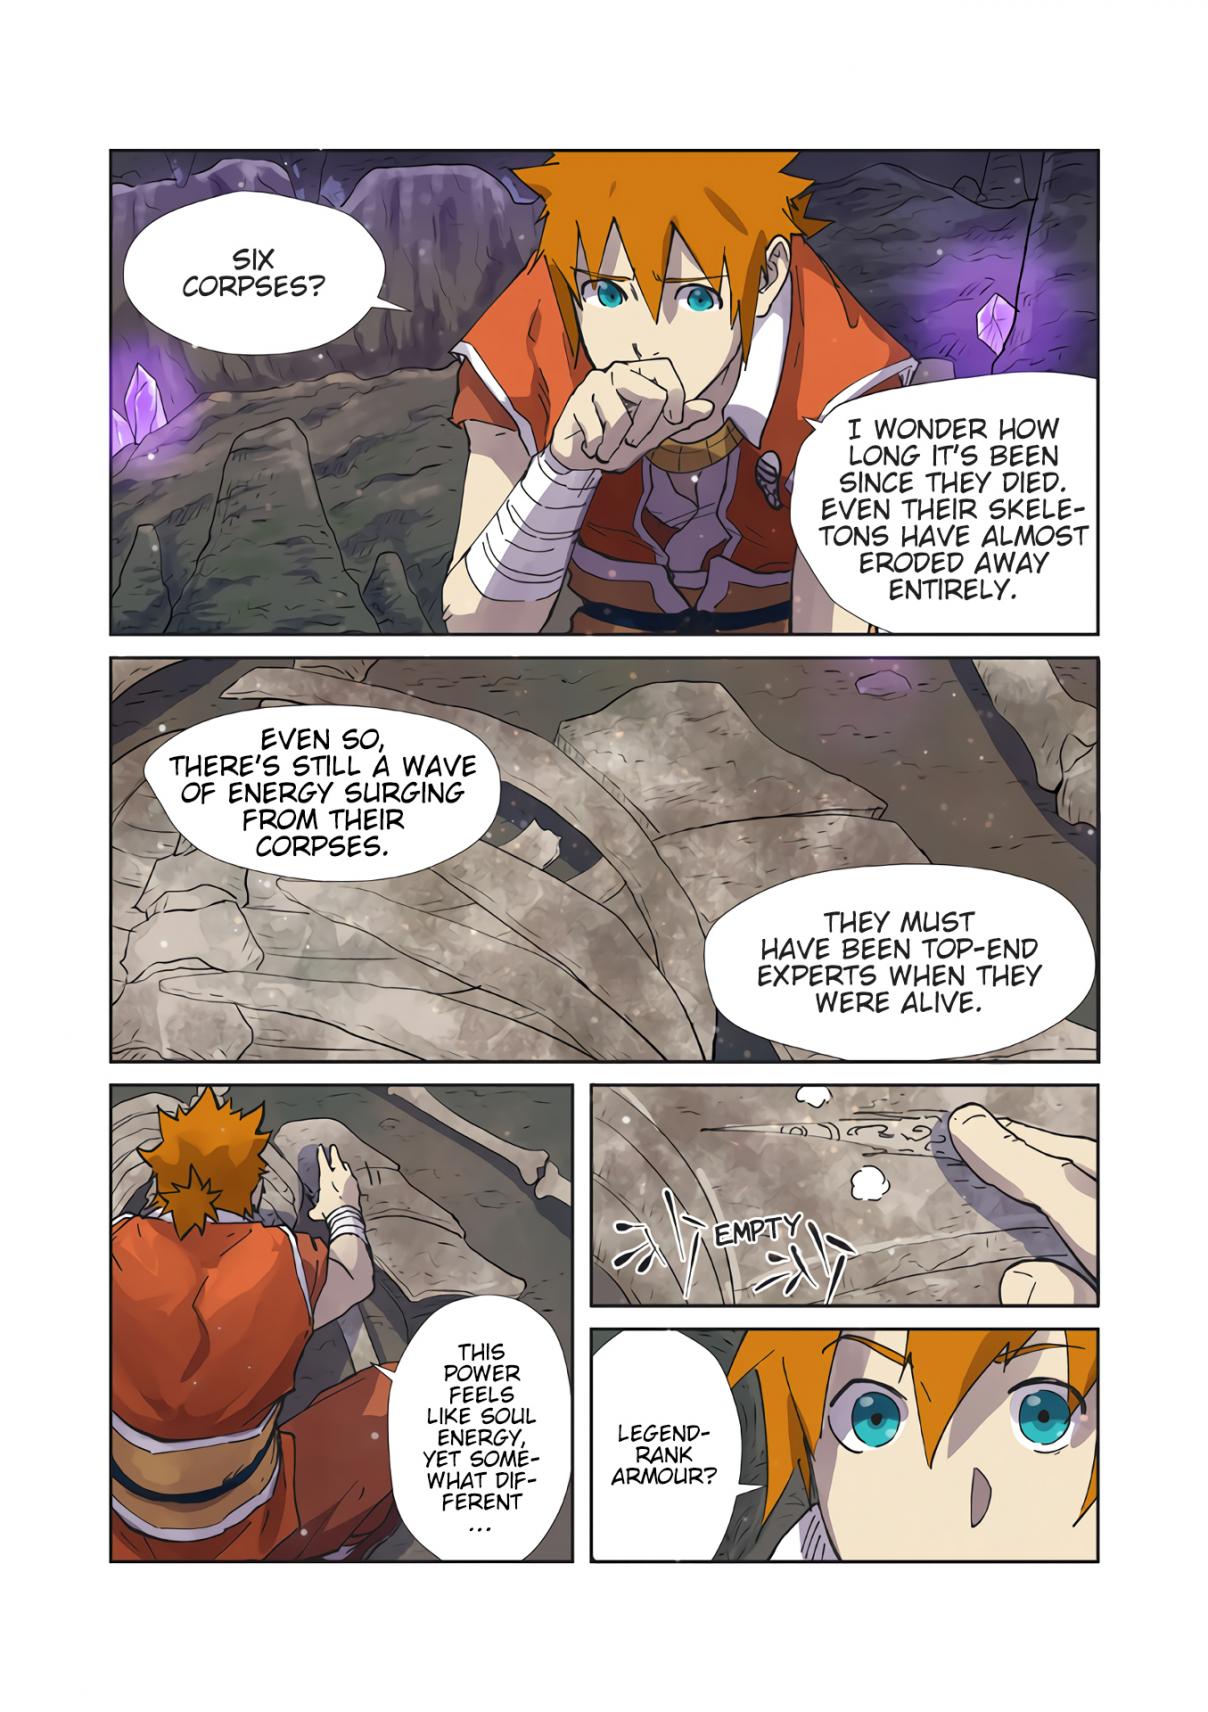 SIX
CORPSES?
I WONDER HOW
LONG IT'S BEEN
SINCE THEY DIED.
EVEN THEIR SKELE-
TONS HAVE ALMOST
ERODED AWAY
ENTIRELY.
EVEN SO,
THERE'S STILL A WAVE
OF ENERGY SURGING
FROM THEIR
CORPSES.
THEY MUST
HAVE BEEN TOP-END
EXPERTS WHEN THEY
WERE ALIVE.
THIS
POWER
FEELS
LIKE SOUL
ENERGY,
YET SOME-
WHAT DIF-
FERENT
...
EMPTY
LEGEND-
RANK
ARMOUR?